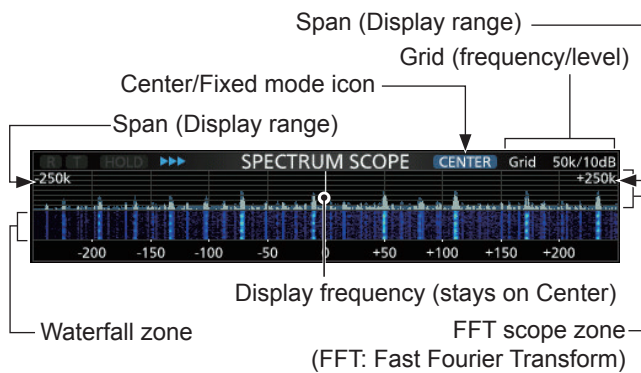 Span (Display range)
Grid (frequency/level)
Center/Fixed mode icon
Span (Display range)
R T HOLD SPECTRUM SCOPE CENTER Grid 50k/10dB
-250k +250k
-200 -150 -100 -50 0 +50 +100 +150 +200
Display frequency (stays on Center)
Waterfall zone
FFT scope zone
(FFT: Fast Fourier Transform)